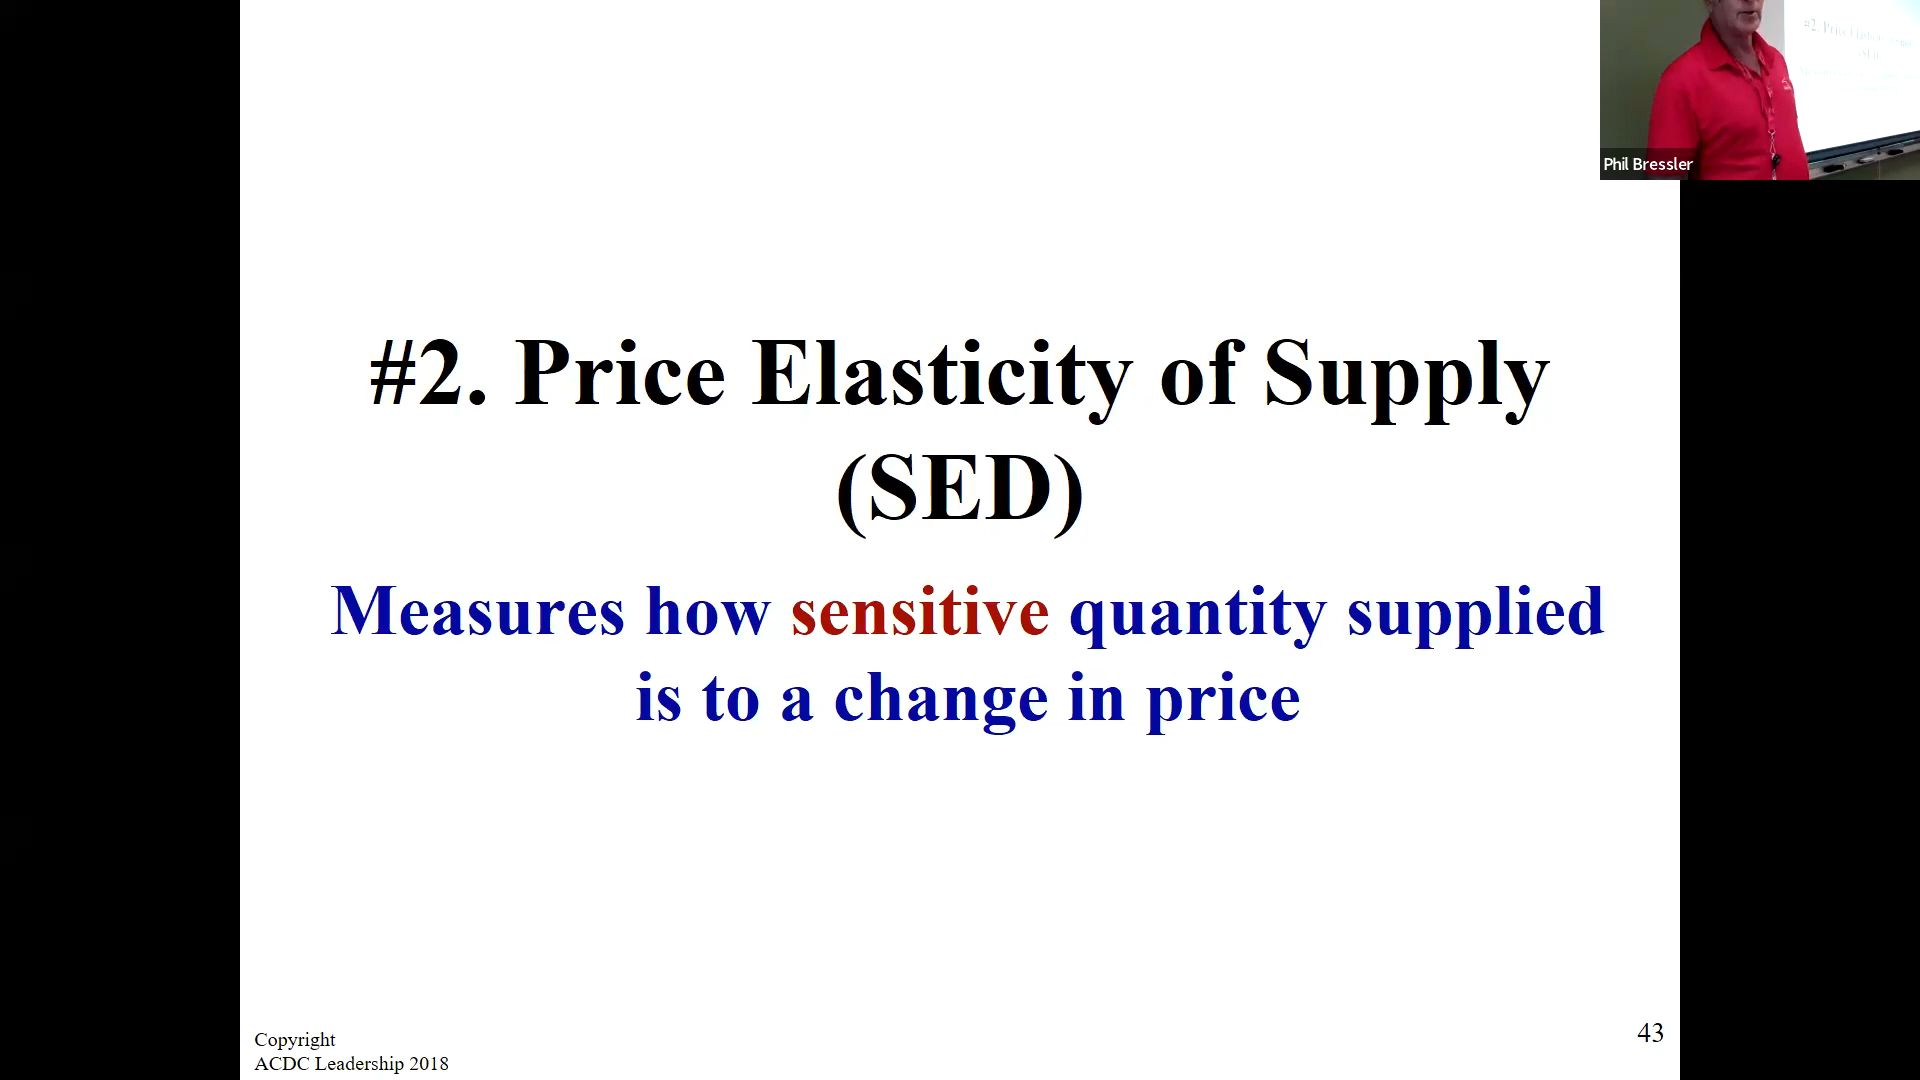 #2. Price Elasticity of Supply
(SED)
Measures how sensitive quantity supplied
is to a change in price
Copyright
ACDC Leadership 2018
43
Phil Bressler